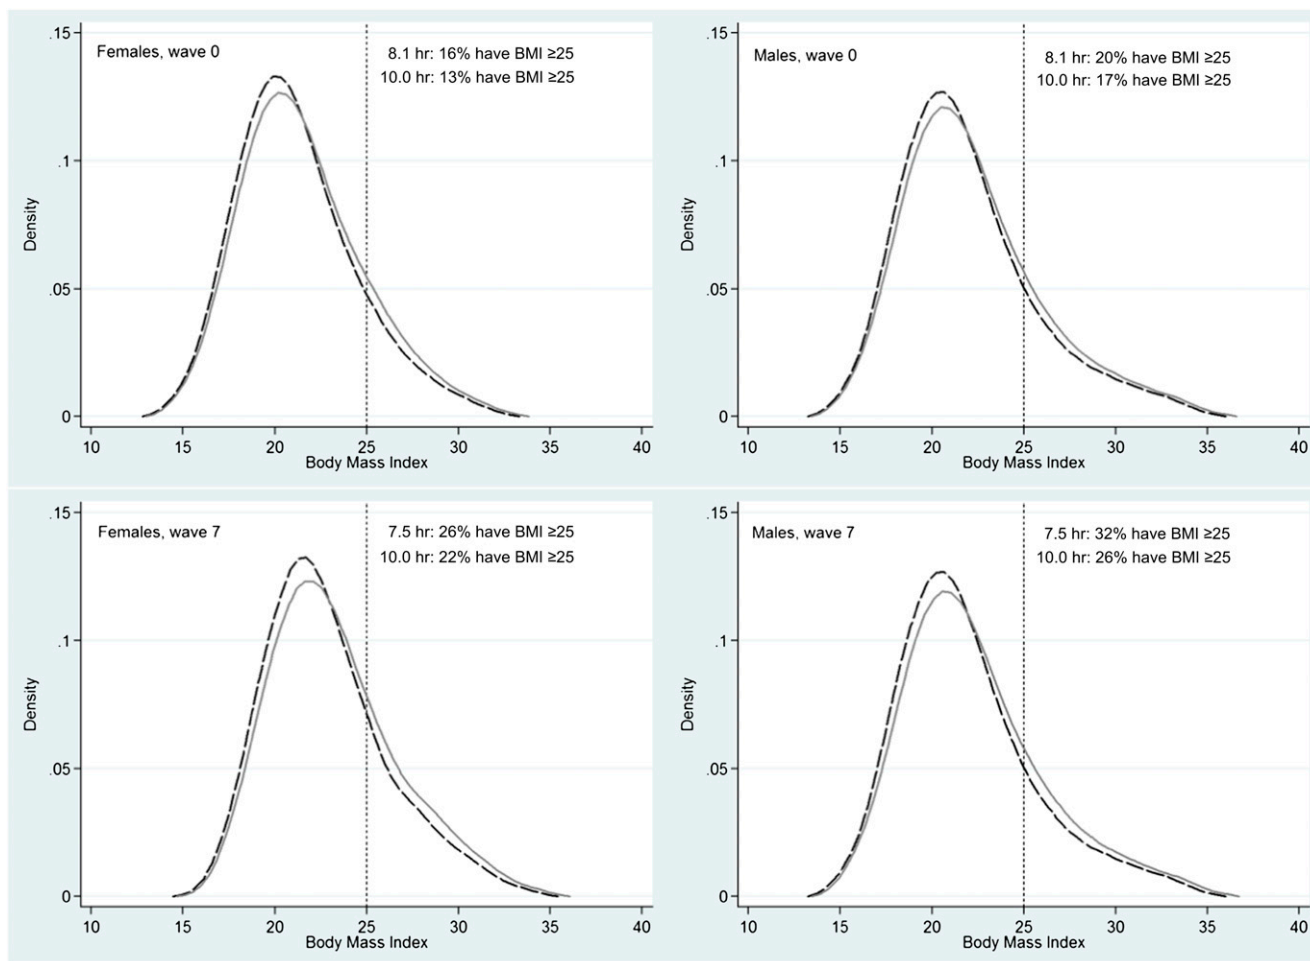 Females, wave 0
8.1 hr: 16% have BMI ≥25
10.0 hr: 13% have BMI ≥25
.15
.1
.05
0
Density
10 15 20 25 30 35 40
Body Mass Index
Males, wave 0
8.1 hr: 20% have BMI ≥25
10.0 hr: 17% have BMI ≥25
.15
.1
.05
0
Density
10 15 20 25 30 35 40
Body Mass Index
Females, wave 7
7.5 hr: 26% have BMI ≥25
10.0 hr: 22% have BMI ≥25
.15
.1
.05
0
Density
10 15 20 25 30 35 40
Body Mass Index
Males, wave 7
7.5 hr: 32% have BMI ≥25
10.0 hr: 26% have BMI ≥25
.15
.1
.05
0
Density
10 15 20 25 30 35 40
Body Mass Index